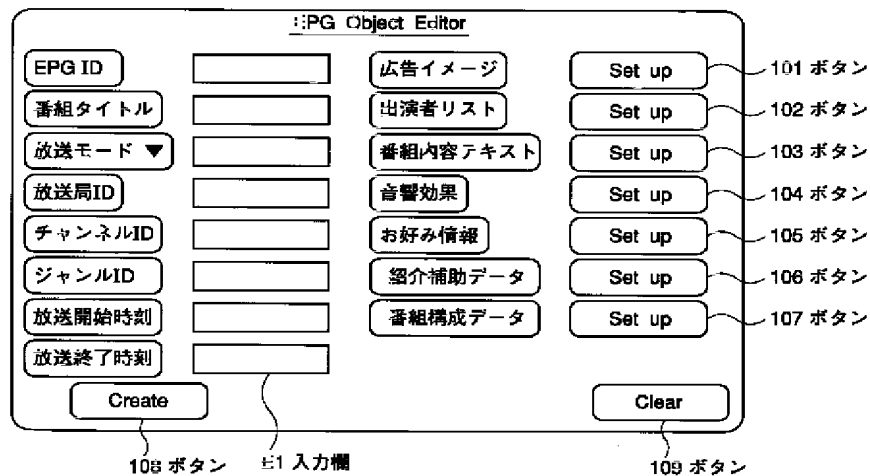 EPG Object Editor
EPG ID 広告イメージ Set up 101 ボタン
番組タイトル 出演者リスト Set up 102 ボタン
放送モード ▼ 番組内容テキスト Set up 103 ボタン
放送局ID 音響効果 Set up 104 ボタン
チャンネルID お好み情報 Set up 105 ボタン
ジャンルID 紹介補助データ Set up 106 ボタン
放送開始時刻 番組構成データ Set up 107 ボタン
放送終了時刻
Create Clear
108 ボタン E1 入力欄 109 ボタン